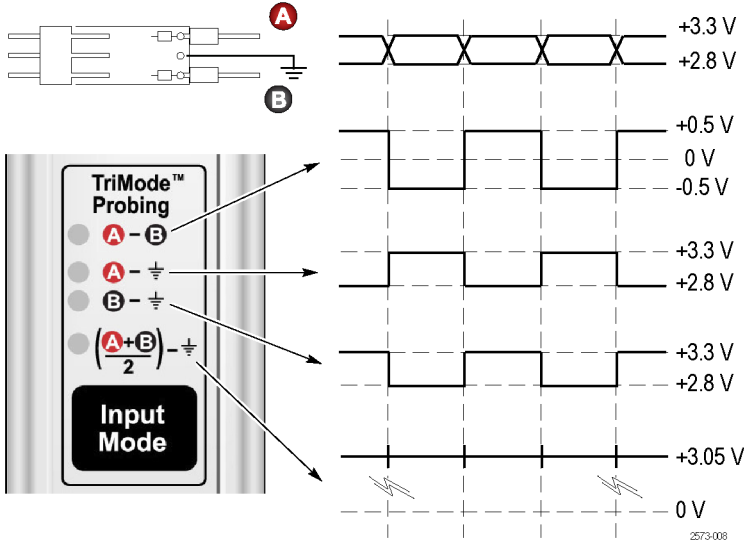 A
B
+3.3 V
+2.8 V
+0.5 V
0 V
-0.5 V
TriMode™
Probing
A - B
A - ⏚
B - ⏚
(A+B / 2) - ⏚
Input
Mode
+3.3 V
+2.8 V
+3.3 V
+2.8 V
+3.05 V
0 V
2573-008